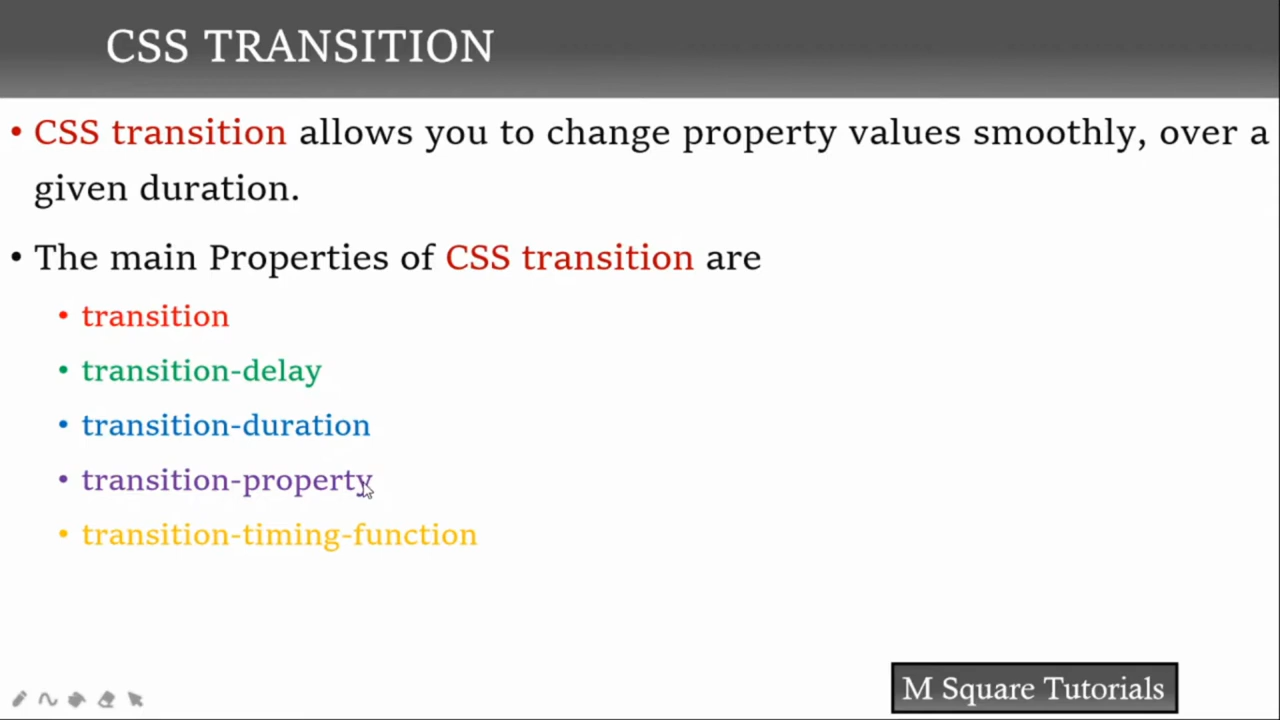 CSS TRANSITION
• CSS transition allows you to change property values smoothly, over a
given duration.
• The main Properties of CSS transition are
• transition
• transition-delay
• transition-duration
• transition-property
• transition-timing-function
M Square Tutorials